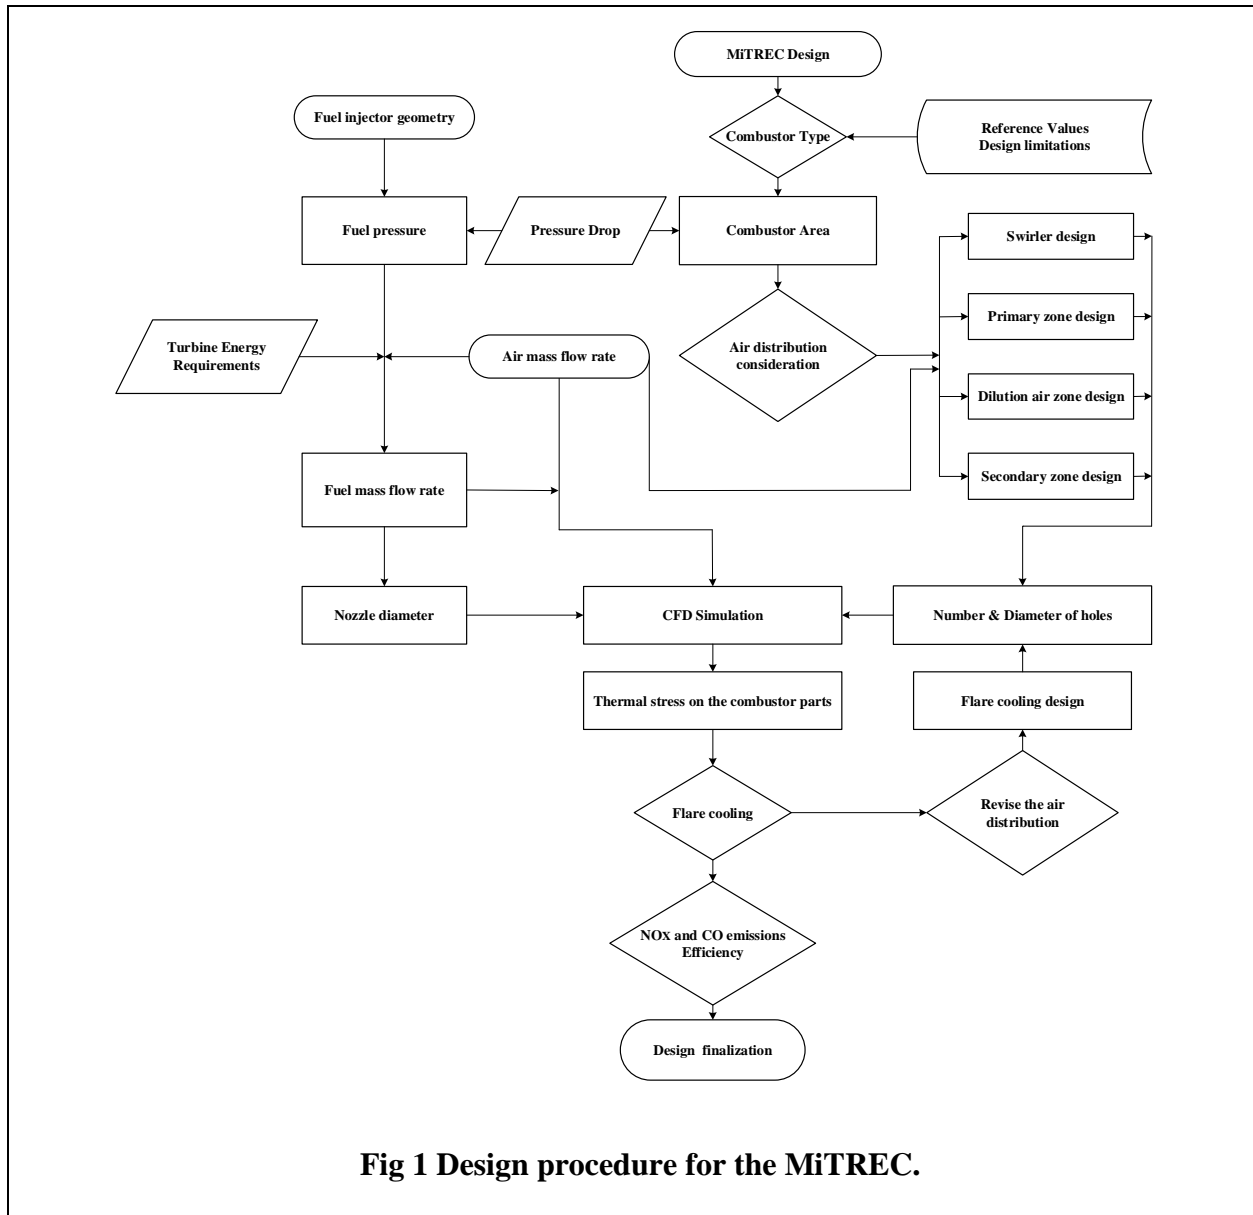 MiTREC Design
Fuel injector geometry
Combustor Type
Reference Values
Design limitations
Fuel pressure
Pressure Drop
Combustor Area
Swirler design
Primary zone design
Turbine Energy
Requirements
Air mass flow rate
Air distribution
consideration
Dilution air zone design
Secondary zone design
Fuel mass flow rate
Nozzle diameter
CFD Simulation
Number & Diameter of holes
Thermal stress on the combustor parts
Flare cooling design
Flare cooling
Revise the air
distribution
NOx and CO emissions
Efficiency
Design finalization
Fig 1 Design procedure for the MiTREC.